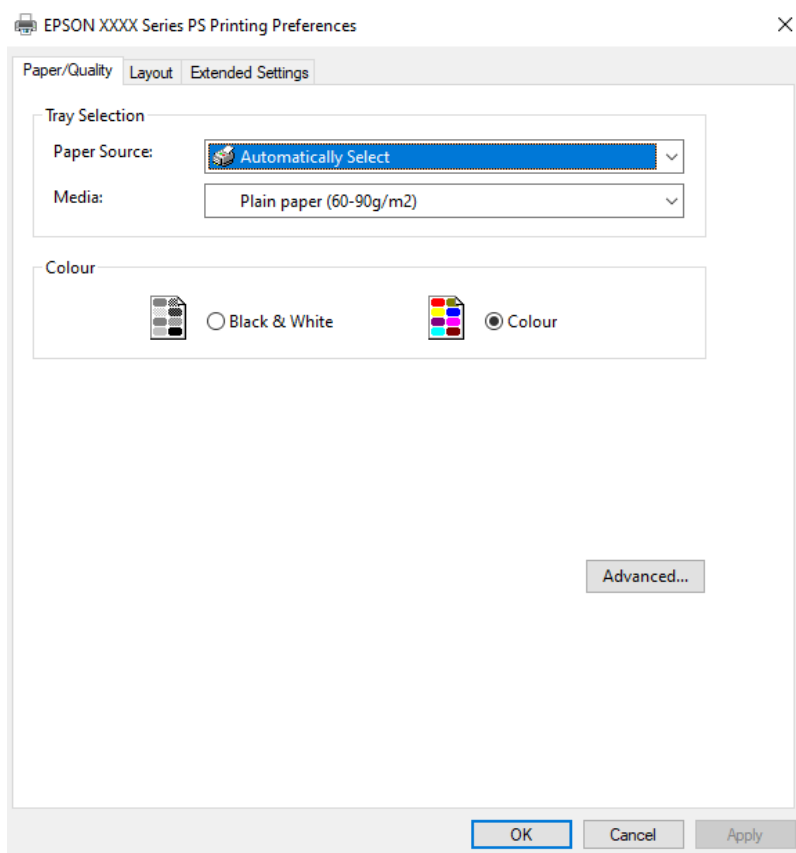 EPSON XXXX Series PS Printing Preferences
Paper/Quality Layout Extended Settings
Tray Selection
Paper Source: Automatically Select
Media: Plain paper (60-90g/m2)
Colour
Black & White Colour
Advanced...
OK Cancel Apply